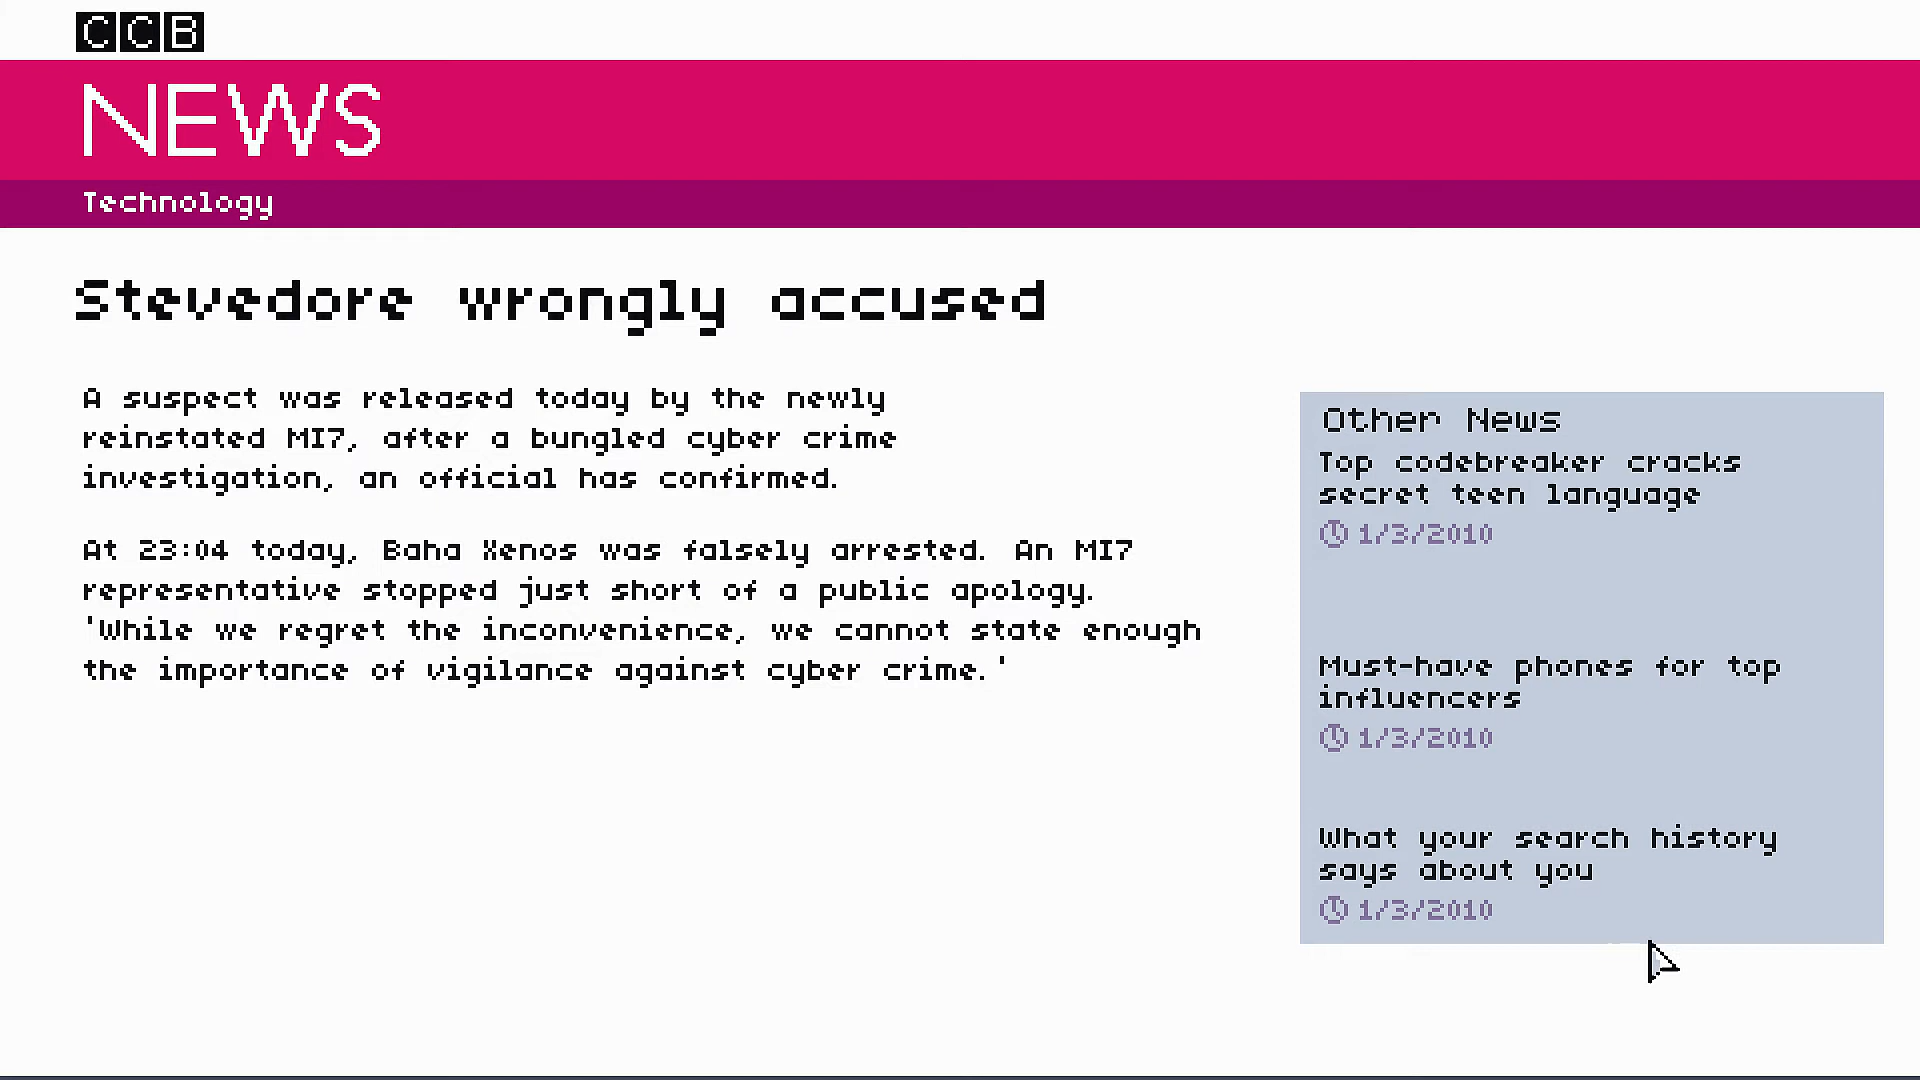 CCB
NEWS
Technology
Stevedore wrongly accused
A suspect was released today by the newly
reinstated MI7, after a bungled cyber crime
investigation, an official has confirmed.
At 23:04 today, Baha Xenos was falsely arrested. An MI7
representative stopped just short of a public apology.
'While we regret the inconvenience, we cannot state enough
the importance of vigilance against cyber crime.'
Other News
Top codebreaker cracks
secret teen language
1/3/2010
Must-have phones for top
influencers
1/3/2010
What your search history
says about you
1/3/2010